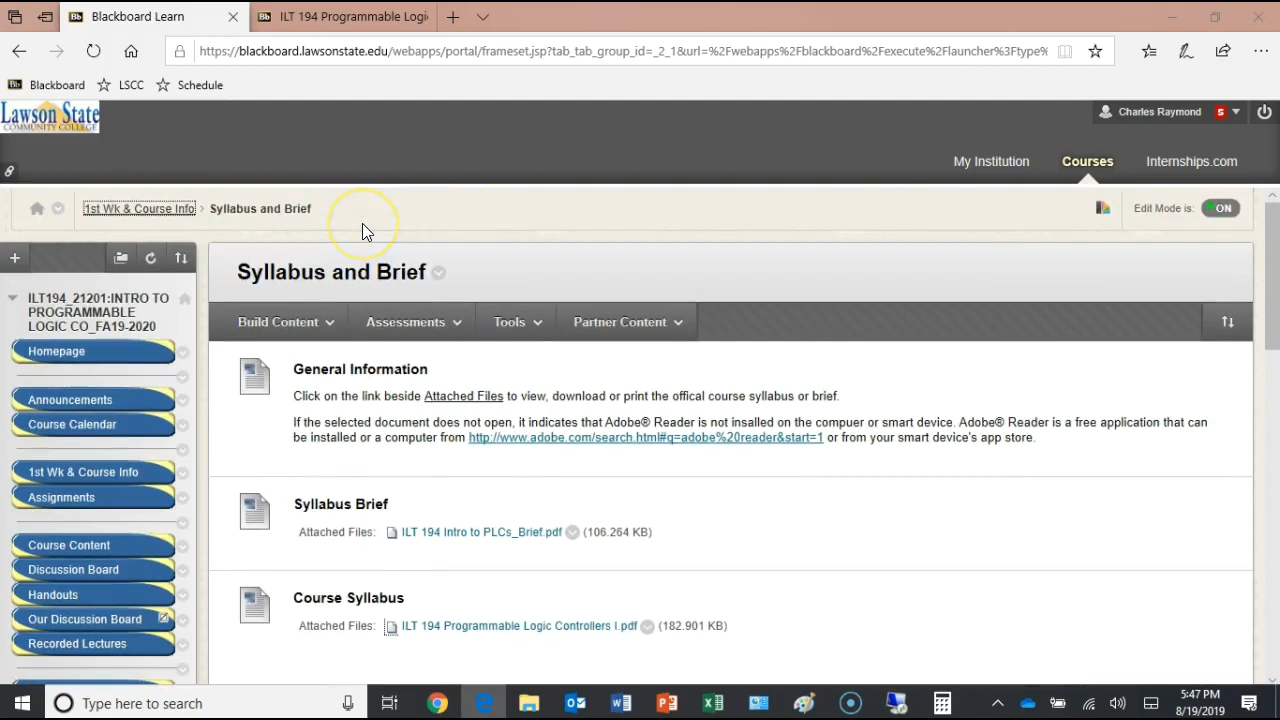 Blackboard Learn
ILT 194 Programmable Logi
https://blackboard.lawsonstate.edu/webapps/portal/frameset.jsp?tab_tab_group_id=_2_1&url=%2Fwebapps%2Fblackboard%2Fexecute%2Flauncher%3Ftype%
Blackboard
LSCC
Schedule
Lawson State
COMMUNITY COLLEGE
Charles Raymond
5
My Institution
Courses
Internships.com
1st Wk & Course Info
Syllabus and Brief
Edit Mode is:
ON
ILT194_21201:INTRO TO
PROGRAMMABLE
LOGIC CO_FA19-2020
Homepage
Announcements
Course Calendar
1st Wk & Course Info
Assignments
Course Content
Discussion Board
Handouts
Our Discussion Board
Recorded Lectures
Syllabus and Brief
Build Content
Assessments
Tools
Partner Content
General Information
Click on the link beside Attached Files to view, download or print the offical course syllabus or brief.
If the selected document does not open, it indicates that Adobe® Reader is not insalled on the compuer or smart device. Adobe® Reader is a free application that can
be installed or a computer from http://www.adobe.com/search.html#q=adobe%20reader&start=1 or from your smart device's app store.
Syllabus Brief
Attached Files: ILT 194 Intro to PLCs_Brief.pdf (106.264 KB)
Course Syllabus
Attached Files: ILT 194 Programmable Logic Controllers I.pdf (182.901 KB)
Type here to search
5:47 PM
8/19/2019